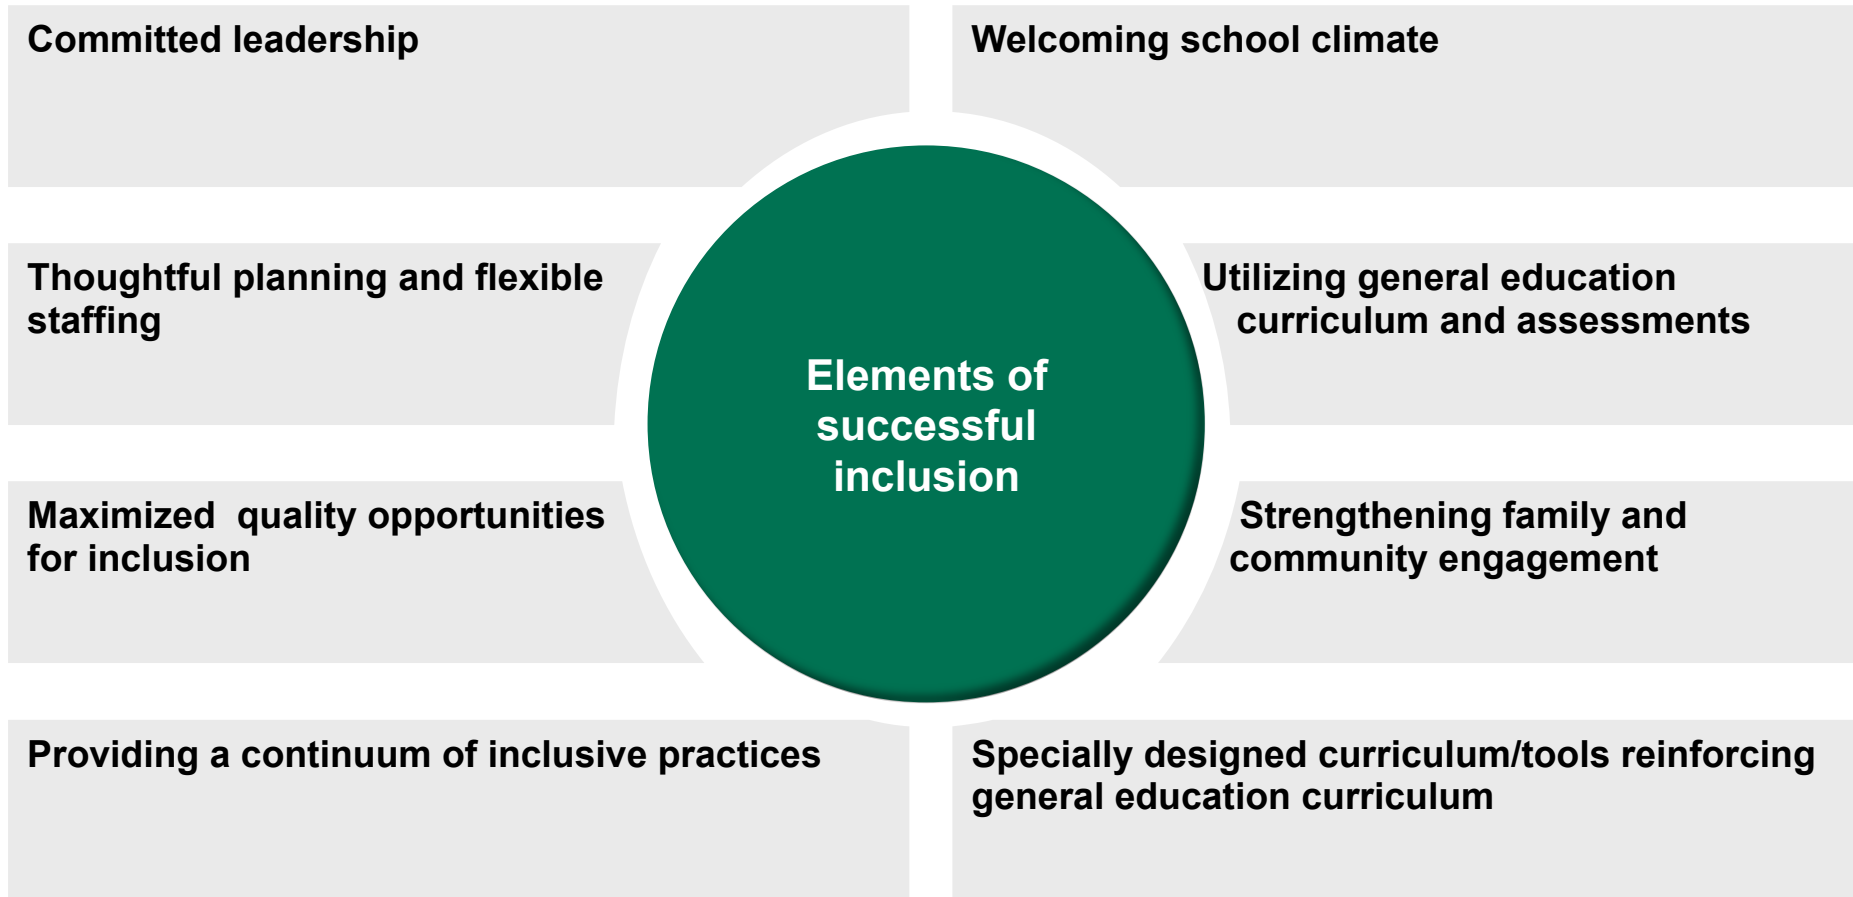 Committed leadership
Welcoming school climate
Thoughtful planning and flexible
staffing
Utilizing general education
curriculum and assessments
Elements of
successful
inclusion
Maximized  quality opportunities
for inclusion
Strengthening family and
community engagement
Providing a continuum of inclusive practices
Specially designed curriculum/tools reinforcing
general education curriculum